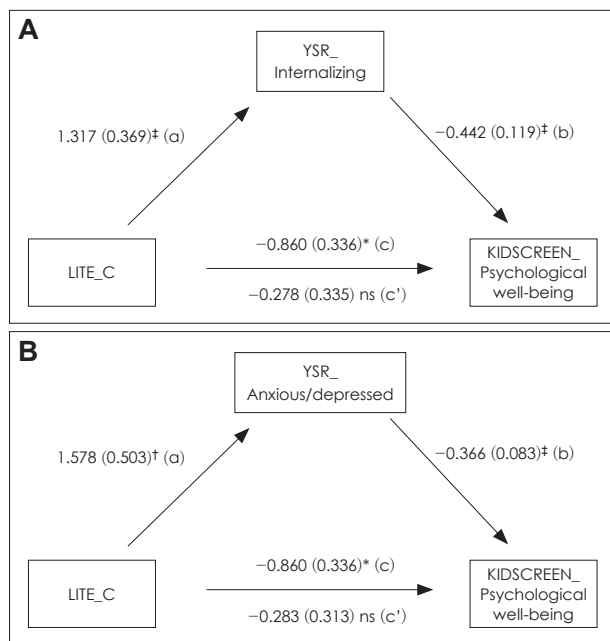 A
YSR_
Internalizing
1.317 (0.369)‡ (a)
−0.442 (0.119)‡ (b)
LITE_C
−0.860 (0.336)* (c)
−0.278 (0.335) ns (c’)
KIDSCREEN_
Psychological
well-being
B
YSR_
Anxious/depressed
1.578 (0.503)† (a)
−0.366 (0.083)‡ (b)
LITE_C
−0.860 (0.336)* (c)
−0.283 (0.313) ns (c’)
KIDSCREEN_
Psychological
well-being